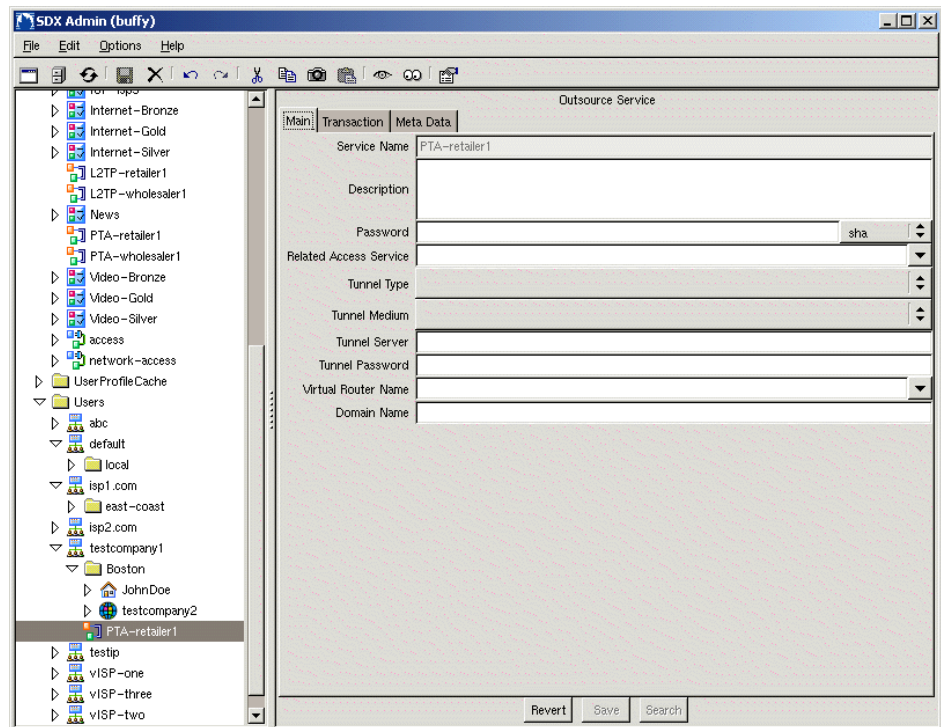 SDX Admin (buffy)
File Edit Options Help
Internet-Bronze
Internet-Gold
Internet-Silver
L2TP-retailer1
L2TP-wholesaler1
News
PTA-retailer1
PTA-wholesaler1
Video-Bronze
Video-Gold
Video-Silver
access
network-access
UserProfileCache
Users
abc
default
local
isp1.com
east-coast
isp2.com
testcompany1
Boston
JohnDoe
testcompany2
PTA-retailer1
testip
vISP-one
vISP-three
vISP-two
Outsource Service
Main Transaction Meta Data
Service Name PTA-retailer1
Description
Password sha
Related Access Service
Tunnel Type
Tunnel Medium
Tunnel Server
Tunnel Password
Virtual Router Name
Domain Name
Revert Save Search